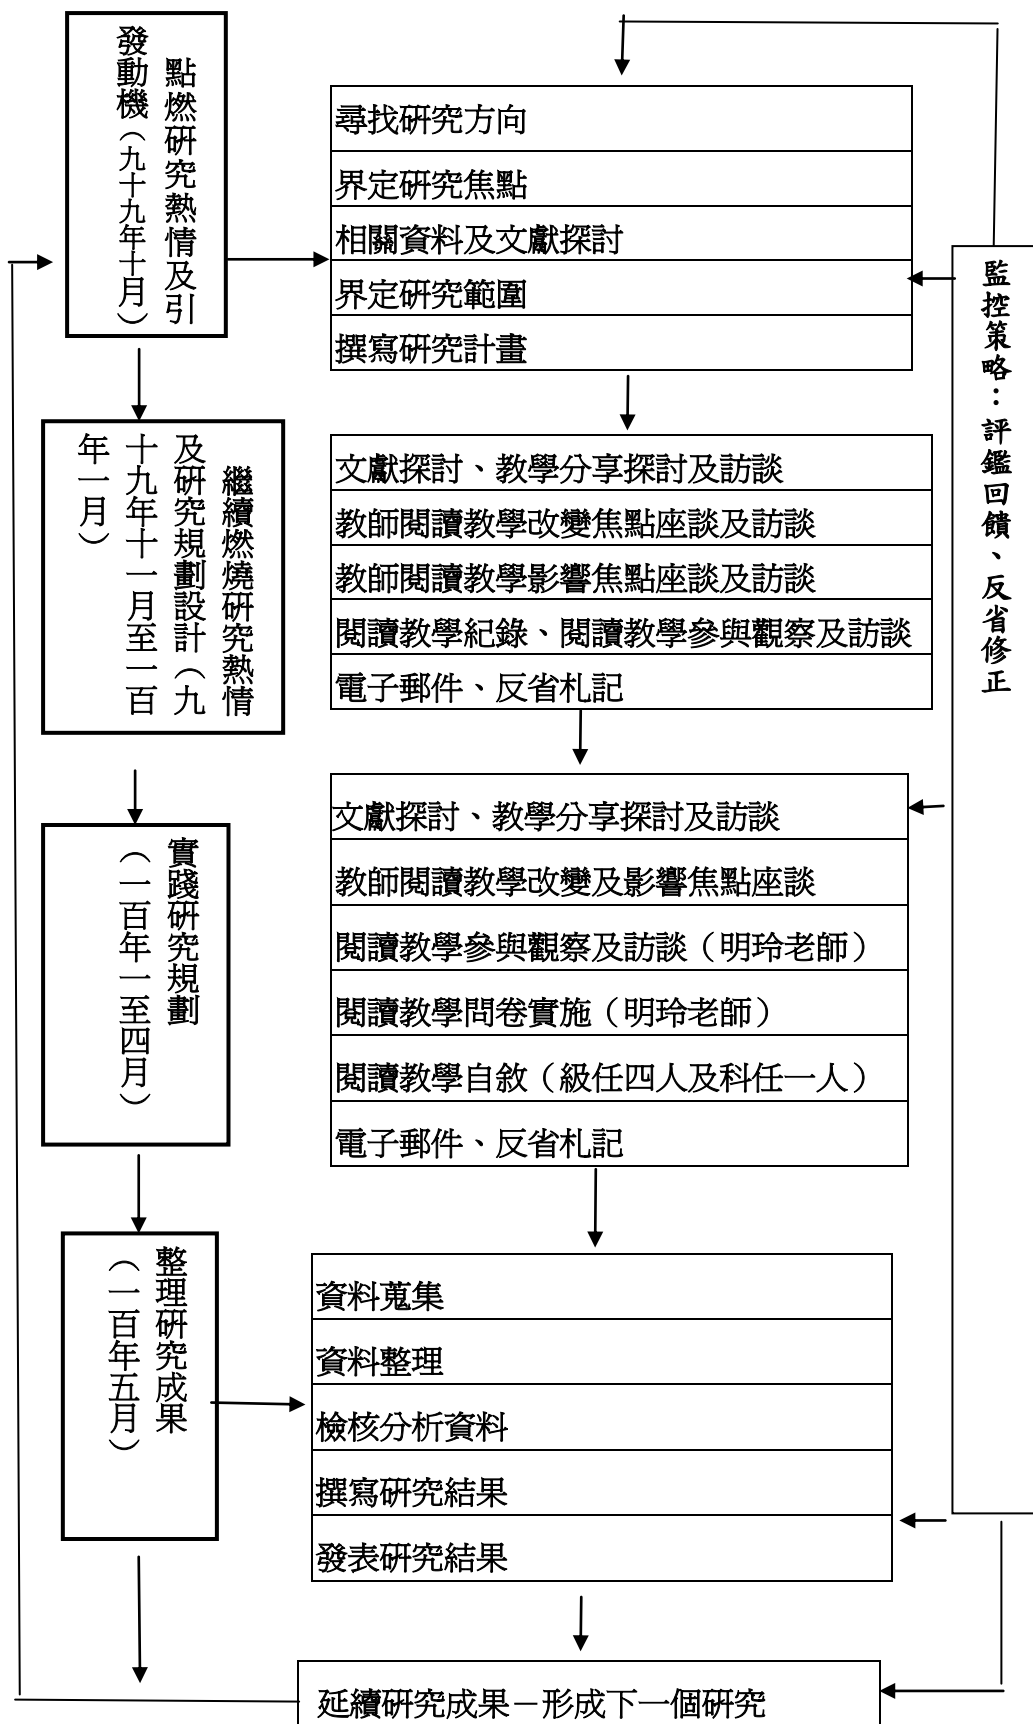 點燃研究熱情及引
發動機（九十九年十月）
尋找研究方向
界定研究焦點
相關資料及文獻探討
界定研究範圍
撰寫研究計畫
監控策略：評鑑回饋、反省修正
繼續燃燒研究熱情
及研究規劃設計（九
十九年十一月至一百
年一月）
文獻探討、教學分享探討及訪談
教師閱讀教學改變焦點座談及訪談
教師閱讀教學影響焦點座談及訪談
閱讀教學紀錄、閱讀教學參與觀察及訪談
電子郵件、反省札記
實踐研究規劃
（一百年一至四月）
文獻探討、教學分享探討及訪談
教師閱讀教學改變及影響焦點座談
閱讀教學參與觀察及訪談（明玲老師）
閱讀教學問卷實施（明玲老師）
閱讀教學自敘（級任四人及科任一人）
電子郵件、反省札記
整理研究成果
（一百年五月）
資料蒐集
資料整理
檢核分析資料
撰寫研究結果
發表研究結果
延續研究成果－形成下一個研究